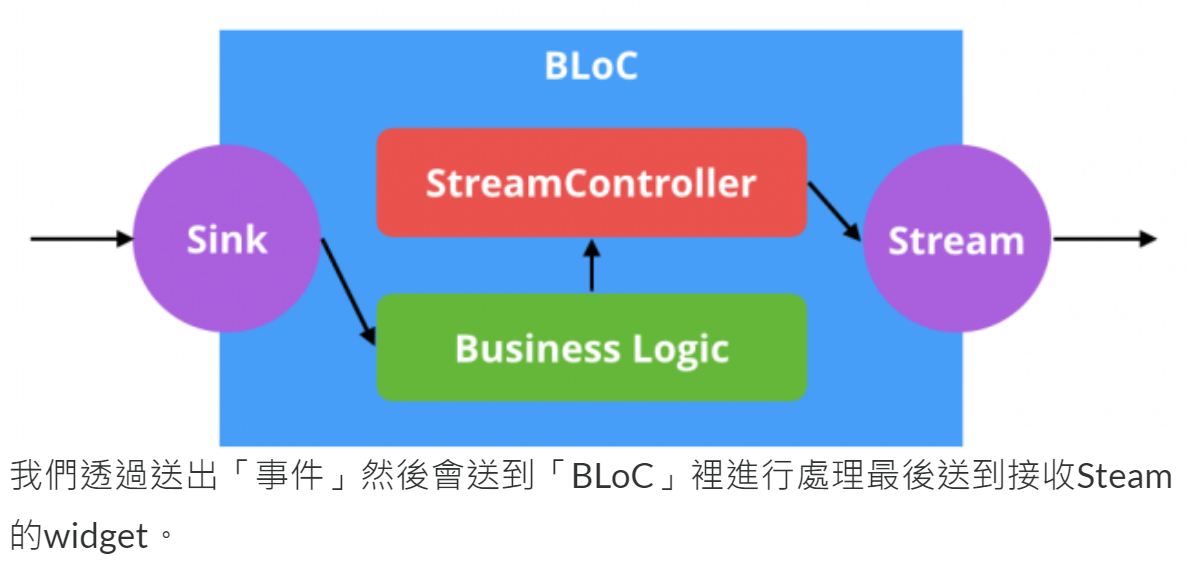 BLoC
StreamController
Sink
Stream
Business Logic
我們透過送出「事件」然後會送到「BLoC」裡進行處理最後送到接收Steam
的widget。